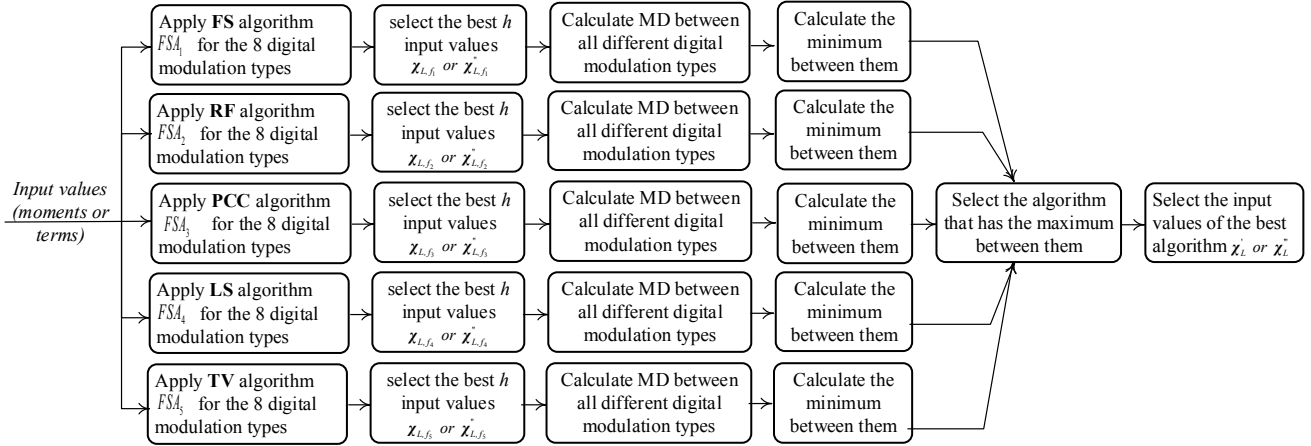 Input values
(moments or
terms)
Apply FS algorithm
FSA₁ for the 8 digital
modulation types
select the best h
input values
χ_{L,f₁} or χ''_{L,f₁}
Calculate MD between
all different digital
modulation types
Calculate the
minimum
between them
Apply RF algorithm
FSA₂ for the 8 digital
modulation types
select the best h
input values
χ_{L,f₂} or χ''_{L,f₂}
Calculate MD between
all different digital
modulation types
Calculate the
minimum
between them
Apply PCC algorithm
FSA₃ for the 8 digital
modulation types
select the best h
input values
χ_{L,f₃} or χ''_{L,f₃}
Calculate MD between
all different digital
modulation types
Calculate the
minimum
between them
Apply LS algorithm
FSA₄ for the 8 digital
modulation types
select the best h
input values
χ_{L,f₄} or χ''_{L,f₄}
Calculate MD between
all different digital
modulation types
Calculate the
minimum
between them
Apply TV algorithm
FSA₅ for the 8 digital
modulation types
select the best h
input values
χ_{L,f₅} or χ''_{L,f₅}
Calculate MD between
all different digital
modulation types
Calculate the
minimum
between them
Select the algorithm
that has the maximum
between them
Select the input
values of the best
algorithm χ'_L or χ''_L